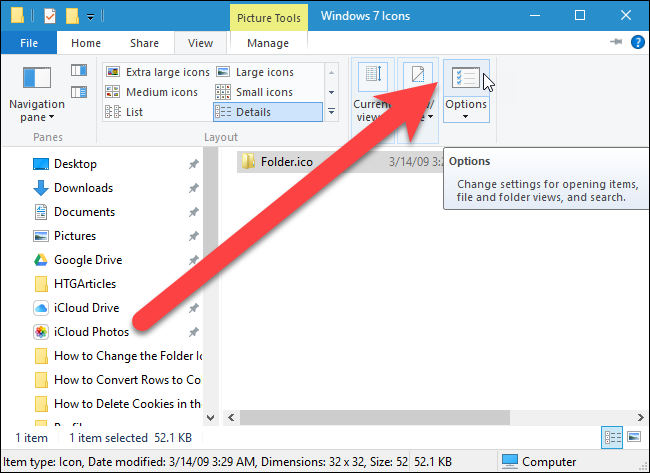 Picture Tools
Windows 7 Icons
File Home Share View Manage
Extra large icons Large icons
Medium icons Small icons
List Details
Navigation pane
Current view
Options
Panes Layout
Options
Change settings for opening items,
file and folder views, and search.
Desktop
Downloads
Documents
Pictures
Google Drive
HTGArticles
iCloud Drive
iCloud Photos
How to Change the Folder Ic
How to Convert Rows to Co
How to Delete Cookies in th
Folder.ico 3/14/09 3:2
1 item 1 item selected 52.1 KB
Item type: Icon, Date modified: 3/14/09 3:29 AM, Dimensions: 32 x 32, Size: 52 52.1 KB Computer